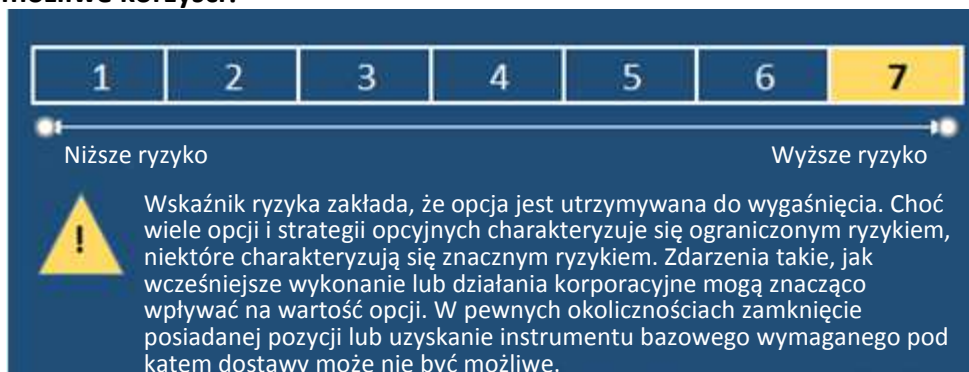 możliwe korzyści?
1 2 3 4 5 6 7
Niższe ryzyko Wyższe ryzyko
! Wskaźnik ryzyka zakłada, że opcja jest utrzymywana do wygaśnięcia. Choć
wiele opcji i strategii opcyjnych charakteryzuje się ograniczonym ryzykiem,
niektóre charakteryzują się znacznym ryzykiem. Zdarzenia takie, jak
wcześniejsze wykonanie lub działania korporacyjne mogą znacząco
wpływać na wartość opcji. W pewnych okolicznościach zamknięcie
posiadanej pozycji lub uzyskanie instrumentu bazowego wymaganego pod
kątem dostawy może nie być możliwe.